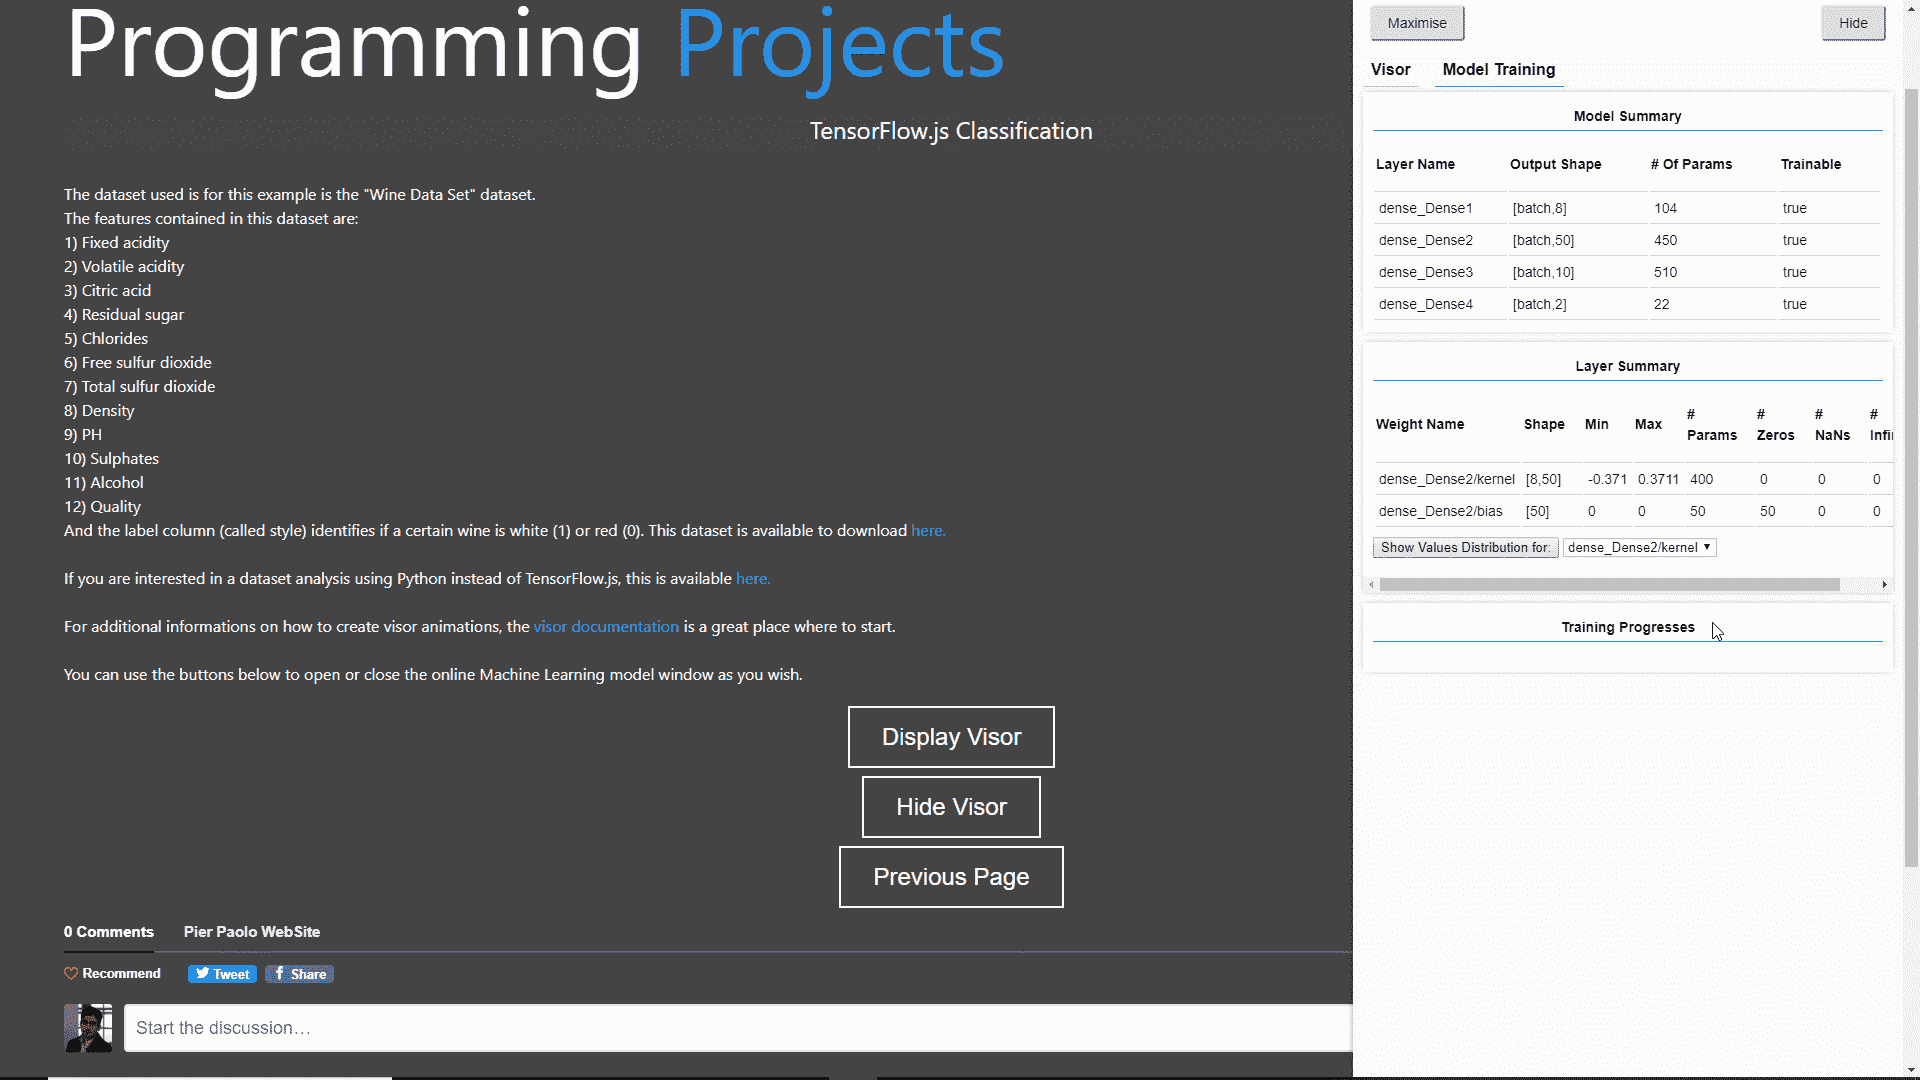 Programming Projects
TensorFlow.js Classification
The dataset used is for this example is the "Wine Data Set" dataset.
The features contained in this dataset are:
1) Fixed acidity
2) Volatile acidity
3) Citric acid
4) Residual sugar
5) Chlorides
6) Free sulfur dioxide
7) Total sulfur dioxide
8) Density
9) PH
10) Sulphates
11) Alcohol
12) Quality
And the label column (called style) identifies if a certain wine is white (1) or red (0). This dataset is available to download here.
If you are interested in a dataset analysis using Python instead of TensorFlow.js, this is available here.
For additional informations on how to create visor animations, the visor documentation is a great place where to start.
You can use the buttons below to open or close the online Machine Learning model window as you wish.
Display Visor
Hide Visor
Previous Page
0 Comments Pier Paolo WebSite
Recommend Tweet Share
Start the discussion…
Maximise Hide
Visor Model Training
Model Summary
Layer Name Output Shape # Of Params Trainable
dense_Dense1 [batch,8] 104 true
dense_Dense2 [batch,50] 450 true
dense_Dense3 [batch,10] 510 true
dense_Dense4 [batch,2] 22 true
Layer Summary
Weight Name Shape Min Max # Params # Zeros # NaNs # Infi
dense_Dense2/kernel [8,50] -0.371 0.3711 400 0 0 0
dense_Dense2/bias [50] 0 0 50 50 0 0
Show Values Distribution for: dense_Dense2/kernel
Training Progresses